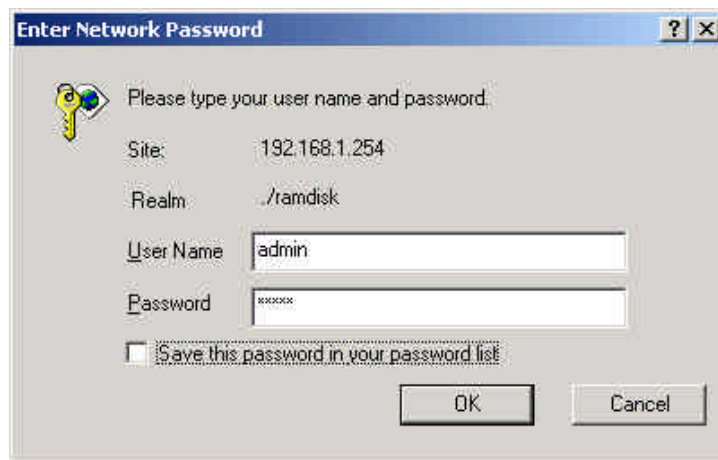 Enter Network Password
Please type your user name and password.
Site: 192.168.1.254
Realm ./ramdisk
User Name admin
Password *****
Save this password in your password list
OK Cancel